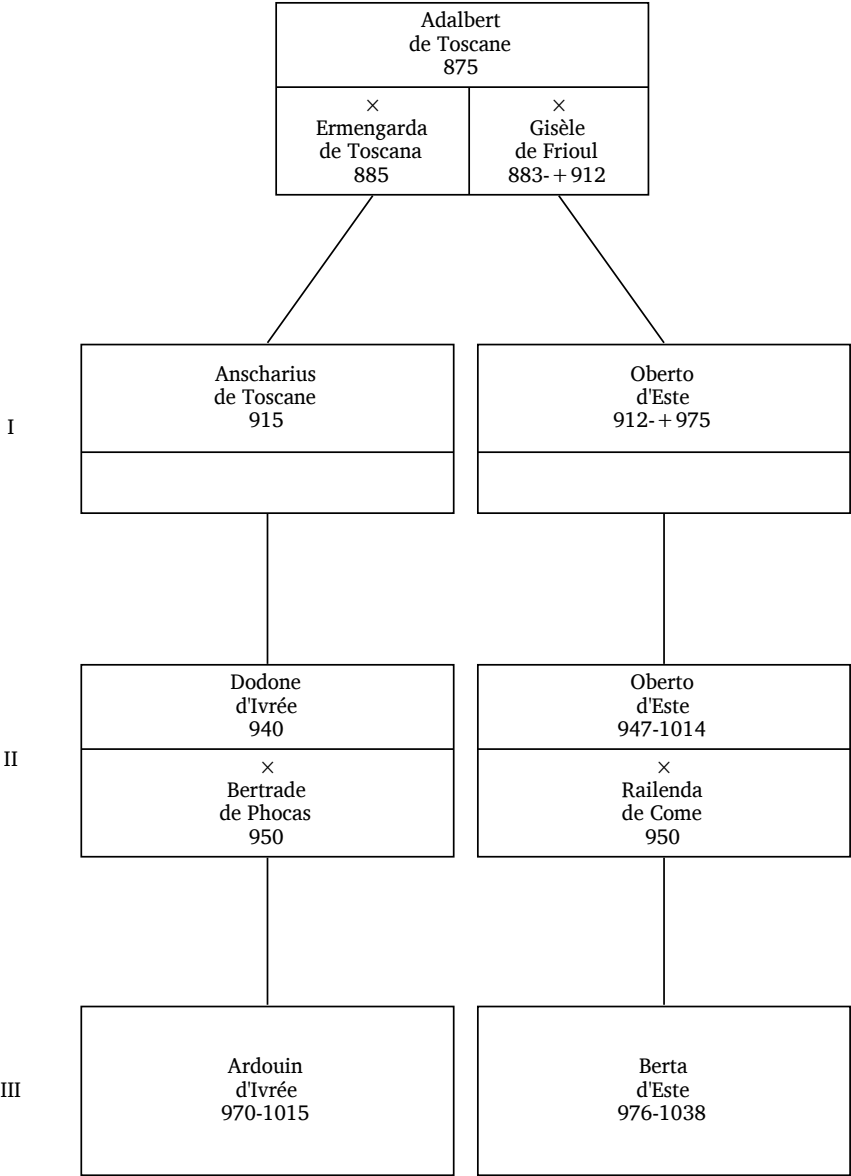 Adalbert
de Toscane
875
×
Ermengarda
de Toscana
885
×
Gisèle
de Frioul
883-+912
I
Anscharius
de Toscane
915
Oberto
d'Este
912-+975
II
Dodone
d'Ivrée
940
×
Bertrade
de Phocas
950
Oberto
d'Este
947-1014
×
Railenda
de Come
950
III
Ardouin
d'Ivrée
970-1015
Berta
d'Este
976-1038